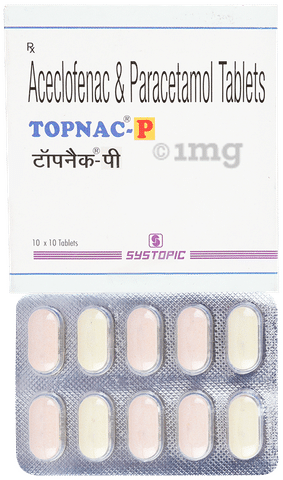 Rx
Aceclofenac & Paracetamol Tablets
TOPNAC®-P
टॉपनैक®-पी
©1mg
10 x 10 Tablets
S
SYSTOPIC